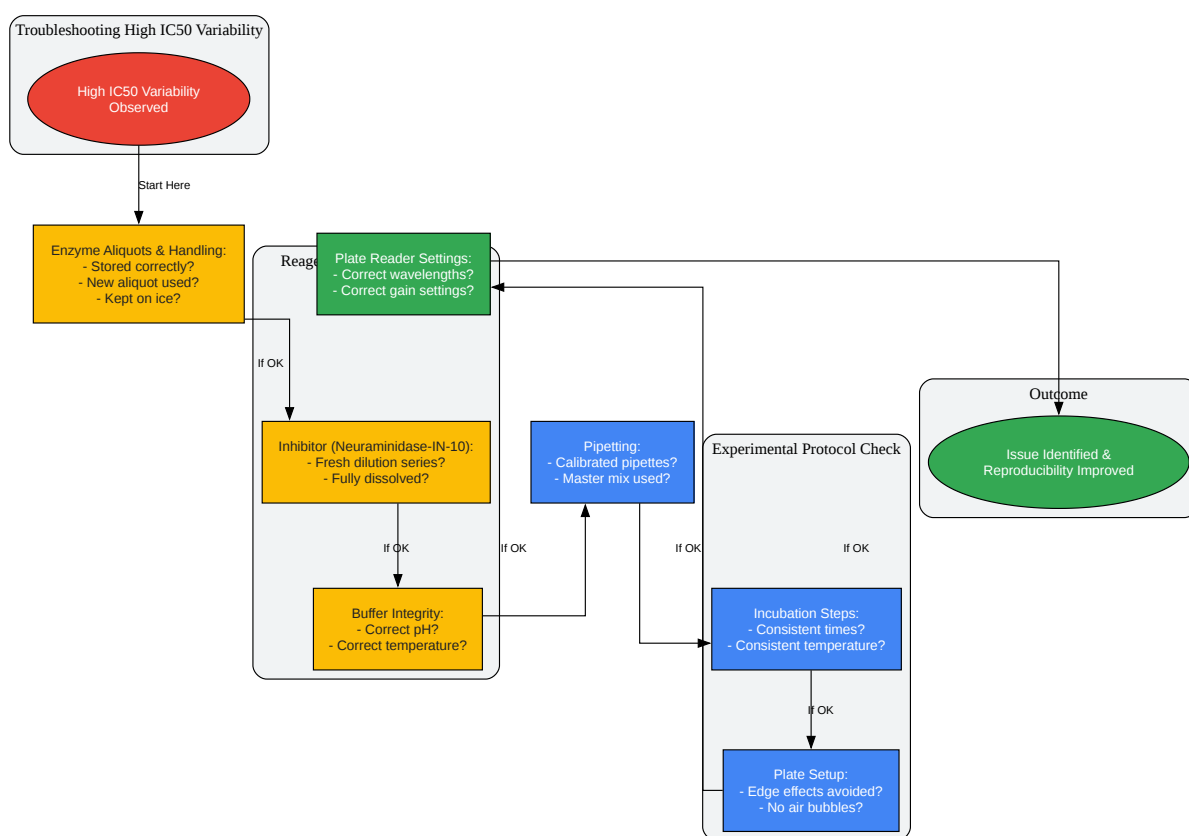 Troubleshooting High IC50 Variability
High IC50 Variability
Observed
Start Here
Enzyme Aliquots & Handling:
- Stored correctly?
- New aliquot used?
- Kept on ice?
Plate Reader Settings:
- Correct wavelengths?
- Correct gain settings?
If OK
Outcome
Issue Identified &
Reproducibility Improved
Inhibitor (Neuraminidase-IN-10):
- Fresh dilution series?
- Fully dissolved?
Pipetting:
- Calibrated pipettes?
- Master mix used?
Experimental Protocol Check
If OK
If OK
If OK
If OK
Buffer Integrity:
- Correct pH?
- Correct temperature?
Incubation Steps:
- Consistent times?
- Consistent temperature?
If OK
Plate Setup:
- Edge effects avoided?
- No air bubbles?